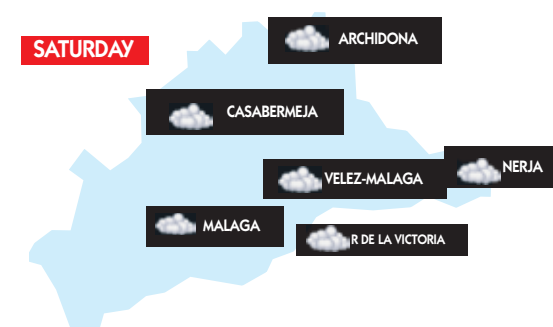 SATURDAY
ARCHIDONA
CASABERMEJA
VELEZ-MALAGA
NERJA
MALAGA
R DE LA VICTORIA